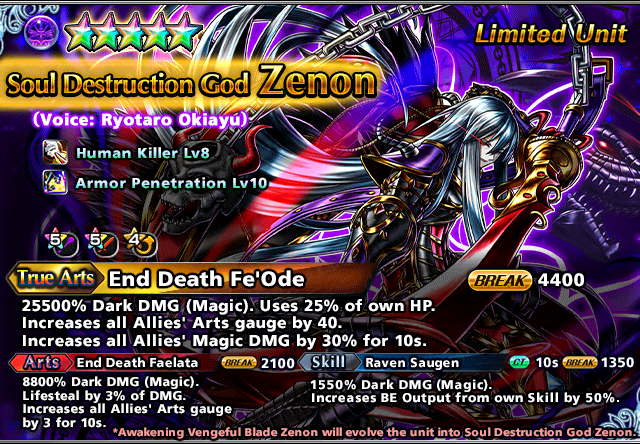 Limited Unit
Soul Destruction God Zenon
(Voice: Ryotaro Okiayu)
Human Killer Lv8
Armor Penetration Lv10
5 5 4
True Arts End Death Fe'Ode BREAK 4400
25500% Dark DMG (Magic). Uses 25% of own HP.
Increases all Allies' Arts gauge by 40.
Increases all Allies' Magic DMG by 30% for 10s.
Arts End Death Faelata BREAK 2100 Skill Raven Saugen CT 10s BREAK 1350
8800% Dark DMG (Magic).
Lifesteal by 3% of DMG.
Increases all Allies' Arts gauge
by 3 for 10s.
1550% Dark DMG (Magic).
Increases BE Output from own Skill by 50%.
*Awakening Vengeful Blade Zenon will evolve the unit into Soul Destruction God Zenon.